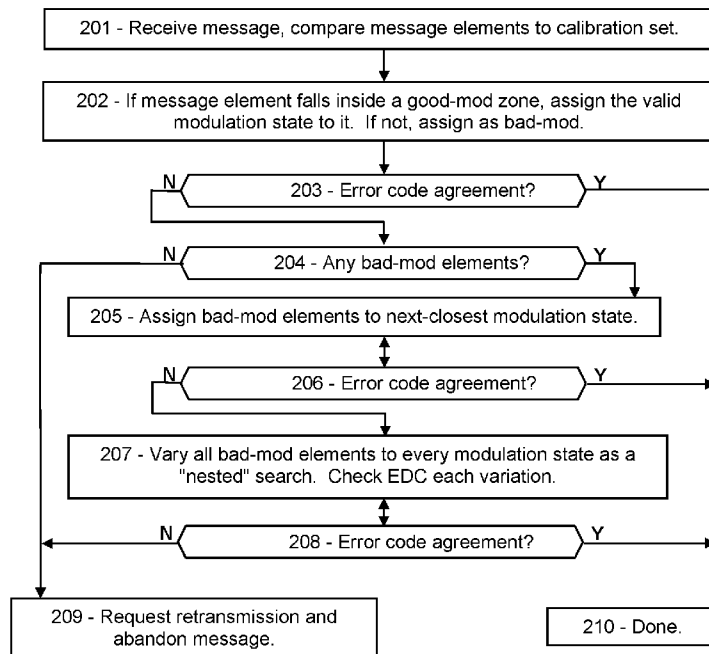 201 - Receive message, compare message elements to calibration set.
202 - If message element falls inside a good-mod zone, assign the valid
modulation state to it.  If not, assign as bad-mod.
N
203 - Error code agreement?
Y
N
204 - Any bad-mod elements?
Y
205 - Assign bad-mod elements to next-closest modulation state.
N
206 - Error code agreement?
Y
207 - Vary all bad-mod elements to every modulation state as a
"nested" search.  Check EDC each variation.
N
208 - Error code agreement?
Y
209 - Request retransmission and
abandon message.
210 - Done.